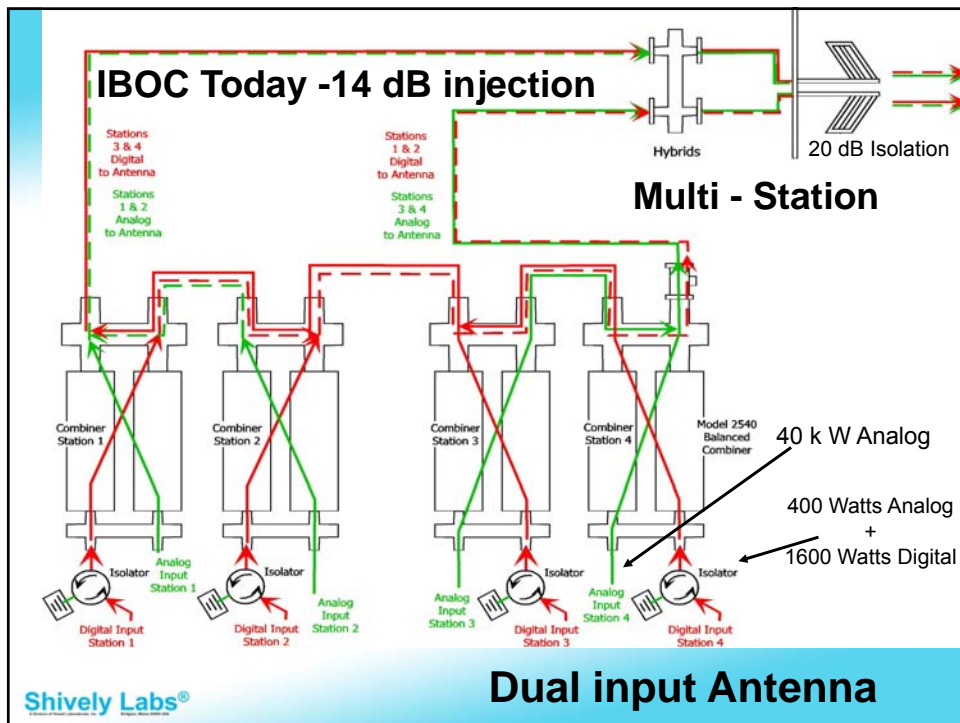 IBOC Today -14 dB injection
Stations
3 & 4
Digital
to Antenna
Stations
1 & 2
Analog
to Antenna
Stations
1 & 2
Digital
to Antenna
Stations
3 & 4
Analog
to Antenna
Hybrids
20 dB Isolation
Multi - Station
Combiner
Station 1
Combiner
Station 2
Combiner
Station 3
Combiner
Station 4
Model 2540
Balanced
Combiner
40 k W Analog
400 Watts Analog
+
1600 Watts Digital
Isolator
Analog
Input
Station 1
Digital Input
Station 1
Isolator
Analog
Input
Station 2
Digital Input
Station 2
Analog
Input
Station 3
Isolator
Digital Input
Station 3
Analog
Input
Station 4
Isolator
Digital Input
Station 4
Shively Labs®
Dual input Antenna